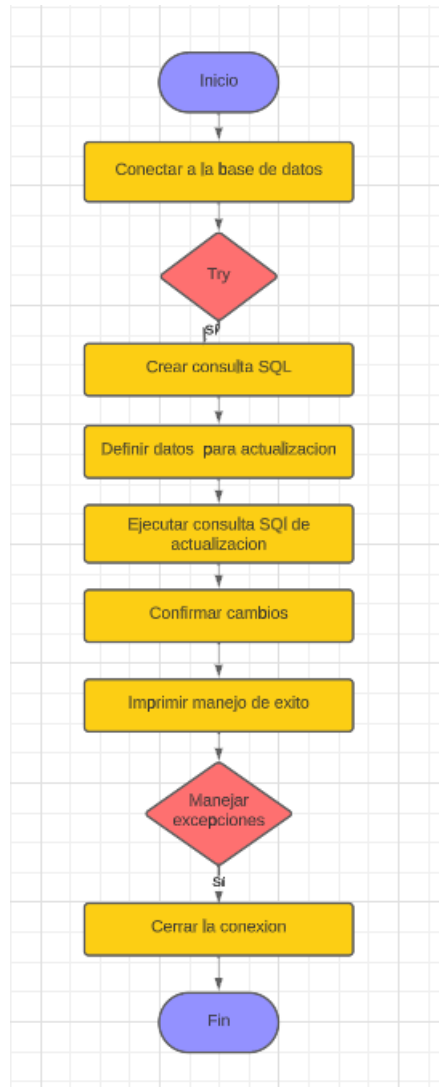 Inicio
Conectar a la base de datos
Try
Sí
Crear consulta SQL
Definir datos para actualizacion
Ejecutar consulta SQl de
actualizacion
Confirmar cambios
Imprimir manejo de exito
Manejar
excepciones
Sí
Cerrar la conexion
Fin